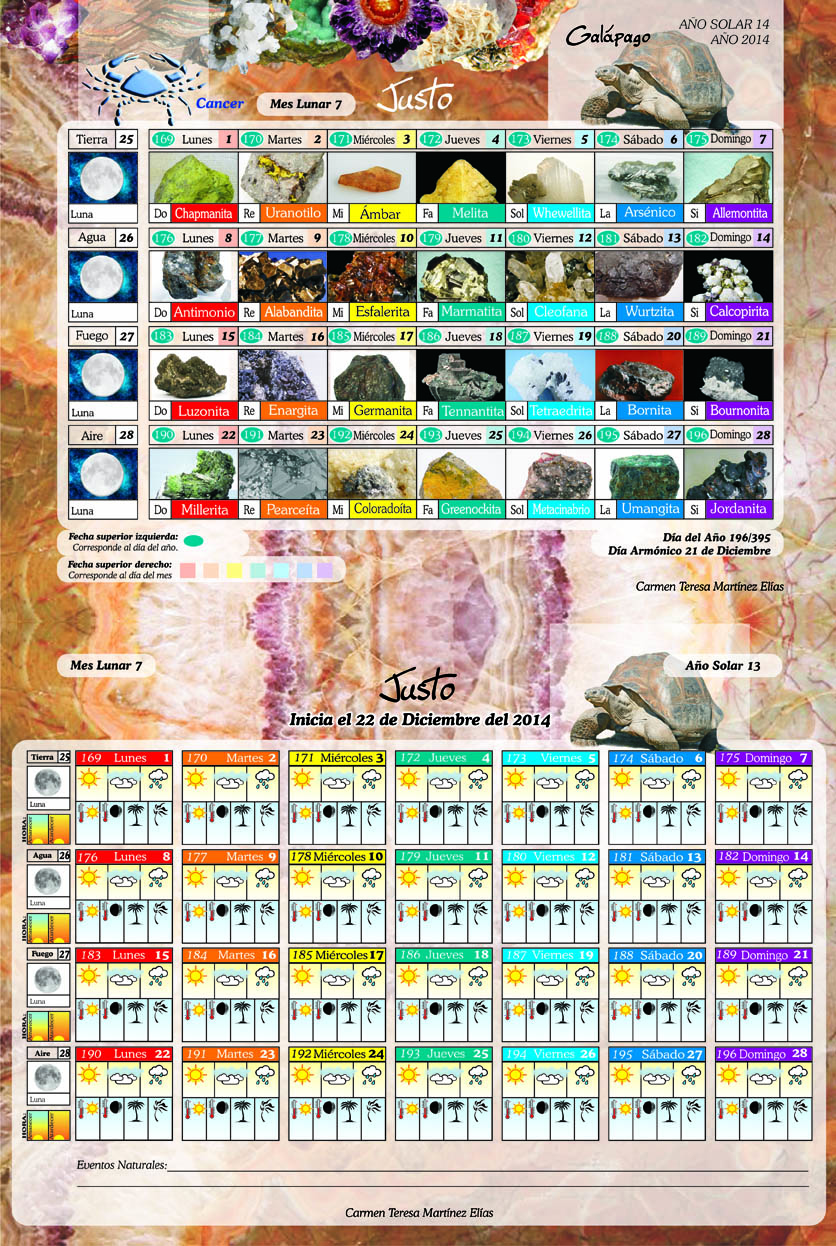 Galápago
AÑO SOLAR 14
AÑO 2014
Cancer
Mes Lunar 7
Justo
Tierra 25 169 Lunes 1 170 Martes 2 171 Miércoles 3 172 Jueves 4 173 Viernes 5 174 Sábado 6 175 Domingo 7
Luna Do Chapmanita Re Uranotilo Mi Ámbar Fa Melita Sol Whewellita La Arsénico Si Allemontita
Agua 26 176 Lunes 8 177 Martes 9 178 Miércoles 10 179 Jueves 11 180 Viernes 12 181 Sábado 13 182 Domingo 14
Luna Do Antimonio Re Alabandita Mi Esfalerita Fa Marmatita Sol Cleofana La Wurtzita Si Calcopirita
Fuego 27 183 Lunes 15 184 Martes 16 185 Miércoles 17 186 Jueves 18 187 Viernes 19 188 Sábado 20 189 Domingo 21
Luna Do Luzonita Re Enargita Mi Germanita Fa Tennantita Sol Tetraedrita La Bornita Si Bournonita
Aire 28 190 Lunes 22 191 Martes 23 192 Miércoles 24 193 Jueves 25 194 Viernes 26 195 Sábado 27 196 Domingo 28
Luna Do Millerita Re Pearceíta Mi Coloradoíta Fa Greenockita Sol Metacinabrio La Umangita Si Jordanita
Fecha superior izquierda:
Corresponde al día del año.
Fecha superior derecho:
Corresponde al dia del mes
Día del Año 196/395
Día Armónico 21 de Diciembre
Carmen Teresa Martínez Elías
Mes Lunar 7
Justo
Año Solar 13
Inicia el 22 de Diciembre del 2014
Tierra 25 169 Lunes 1 170 Martes 2 171 Miércoles 3 172 Jueves 4 173 Viernes 5 174 Sábado 6 175 Domingo 7
Luna
HORA: Amanecer Atardecer
Agua 26 176 Lunes 8 177 Martes 9 178 Miércoles 10 179 Jueves 11 180 Viernes 12 181 Sábado 13 182 Domingo 14
Luna
HORA: Amanecer Atardecer
Fuego 27 183 Lunes 15 184 Martes 16 185 Miércoles 17 186 Jueves 18 187 Viernes 19 188 Sábado 20 189 Domingo 21
Luna
HORA: Amanecer Atardecer
Aire 28 190 Lunes 22 191 Martes 23 192 Miércoles 24 193 Jueves 25 194 Viernes 26 195 Sábado 27 196 Domingo 28
Luna
HORA: Amanecer Atardecer
Eventos Naturales:
Carmen Teresa Martínez Elías